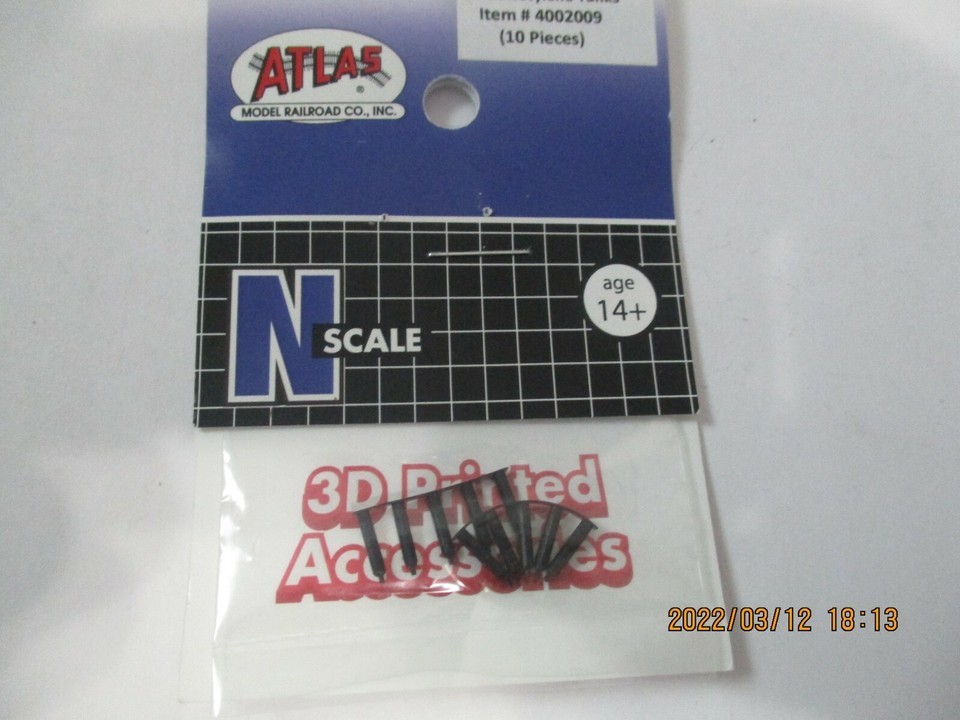 Item # 4002009
(10 Pieces)
ATLAS
®
MODEL RAILROAD CO., INC.
age
14+
N
SCALE
3D Printed
Accessories
2022/03/12 18:13